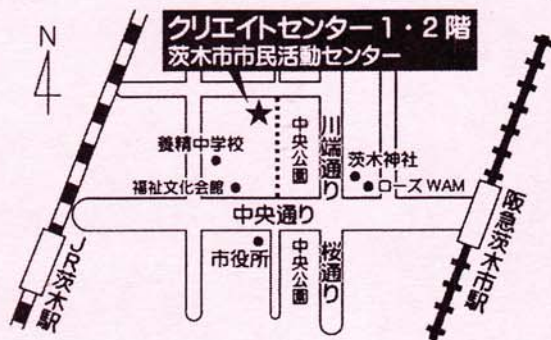 クリエイトセンター1・2階
茨木市市民活動センター
N
養精中学校
福祉文化会館
中央公園
川端通り
茨木神社
ローズWAM
中央通り
市役所
中央公園
桜通り
JR茨木駅
阪急茨木市駅